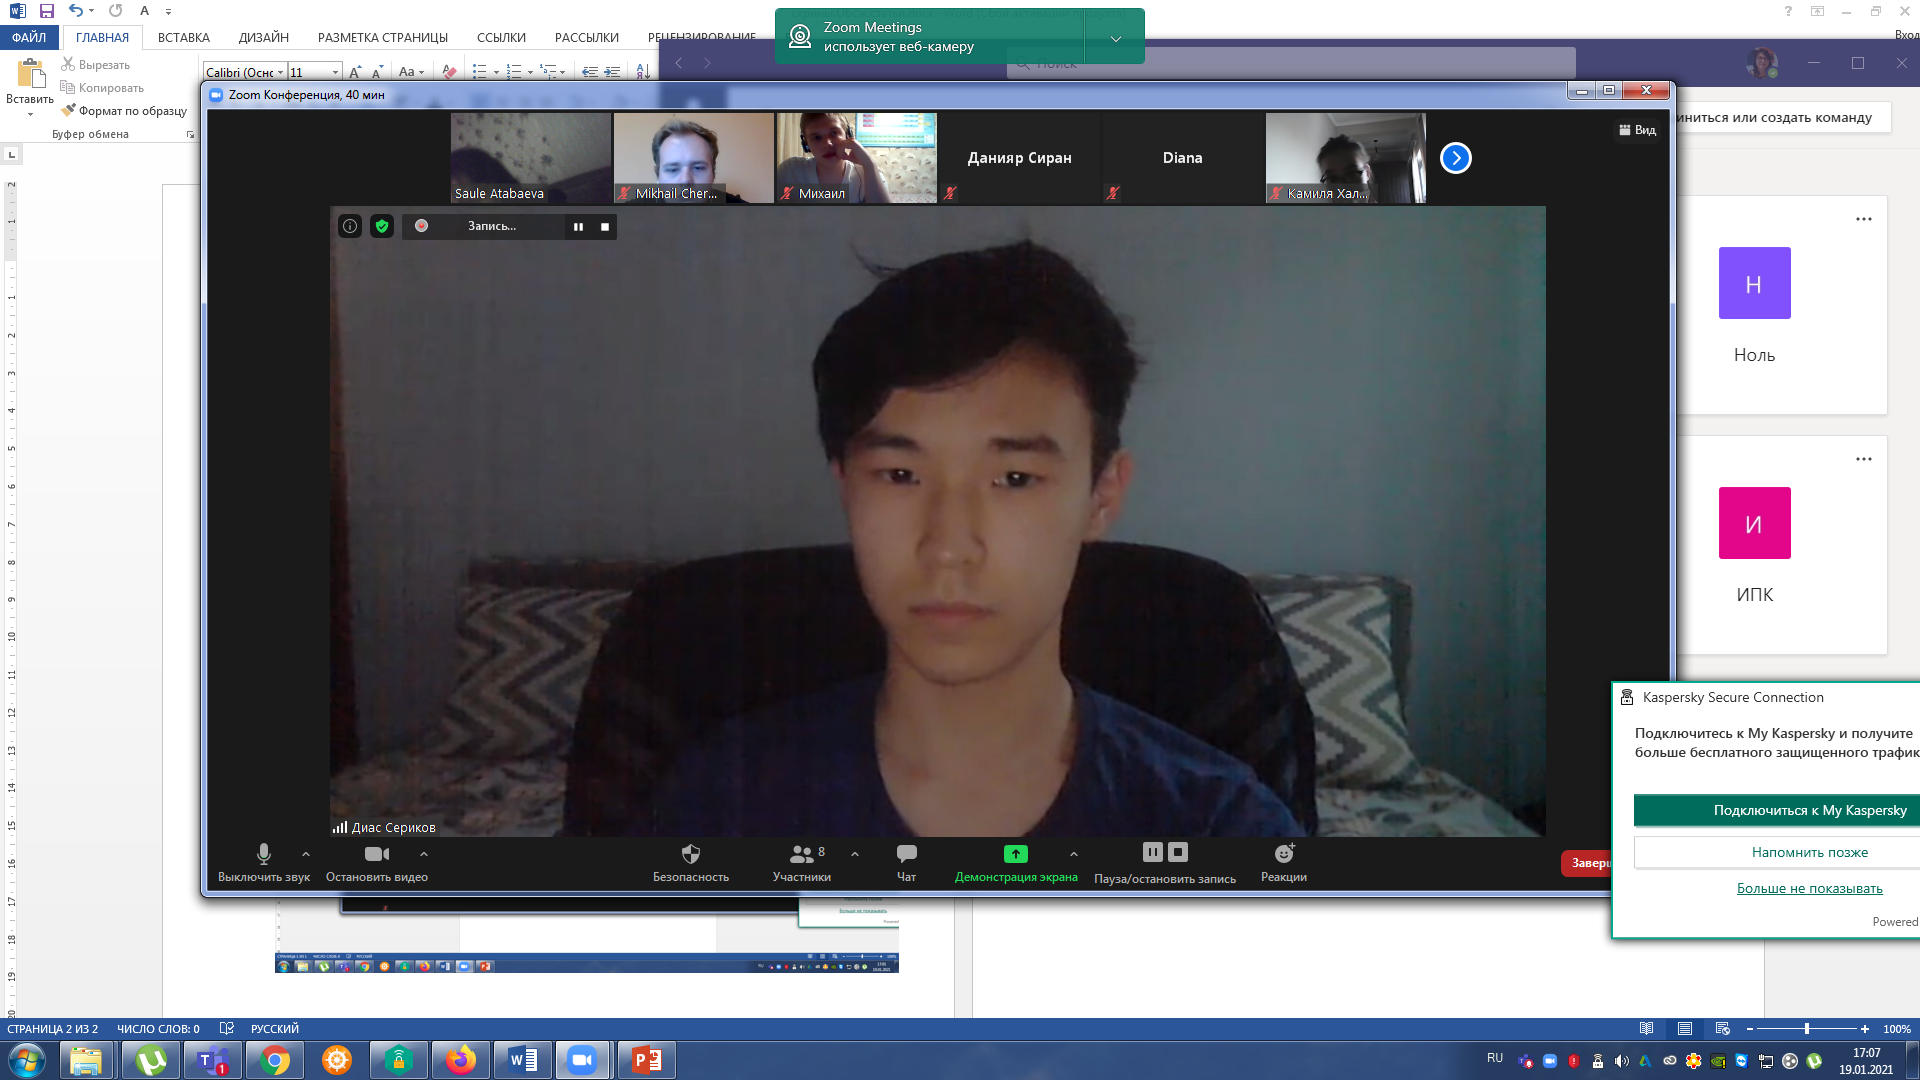 ФАЙЛ ГЛАВНАЯ ВСТАВКА ДИЗАЙН РАЗМЕТКА СТРАНИЦЫ ССЫЛКИ РАССЫЛКИ РЕЦЕНЗИРОВАНИЕ
Вход
Zoom Meetings
использует веб-камеру
Поиск
Вставить
Вырезать
Копировать
Формат по образцу
Буфер обмена
Calibri (Оснс 11
Zoom Конференция, 40 мин
Вид
иниться или создать команду
Saule Atabaeva
Mikhail Cher...
Михаил
Данияр Сиран
Diana
Камиля Хал...
Запись...
Н
Ноль
И
ИПК
Диас Сериков
Выключить звук
Остановить видео
Безопасность
Участники 8
Чат
Демонстрация экрана
Пауза/остановить запись
Реакции
Заверш
Kaspersky Secure Connection
Подключитесь к My Kaspersky и получите
больше бесплатного защищенного трафик
Подключиться к My Kaspersky
Напомнить позже
Больше не показывать
Powered
СТРАНИЦА 2 ИЗ 2 ЧИСЛО СЛОВ: 0 РУССКИЙ
100%
RU
17:07
19.01.2021